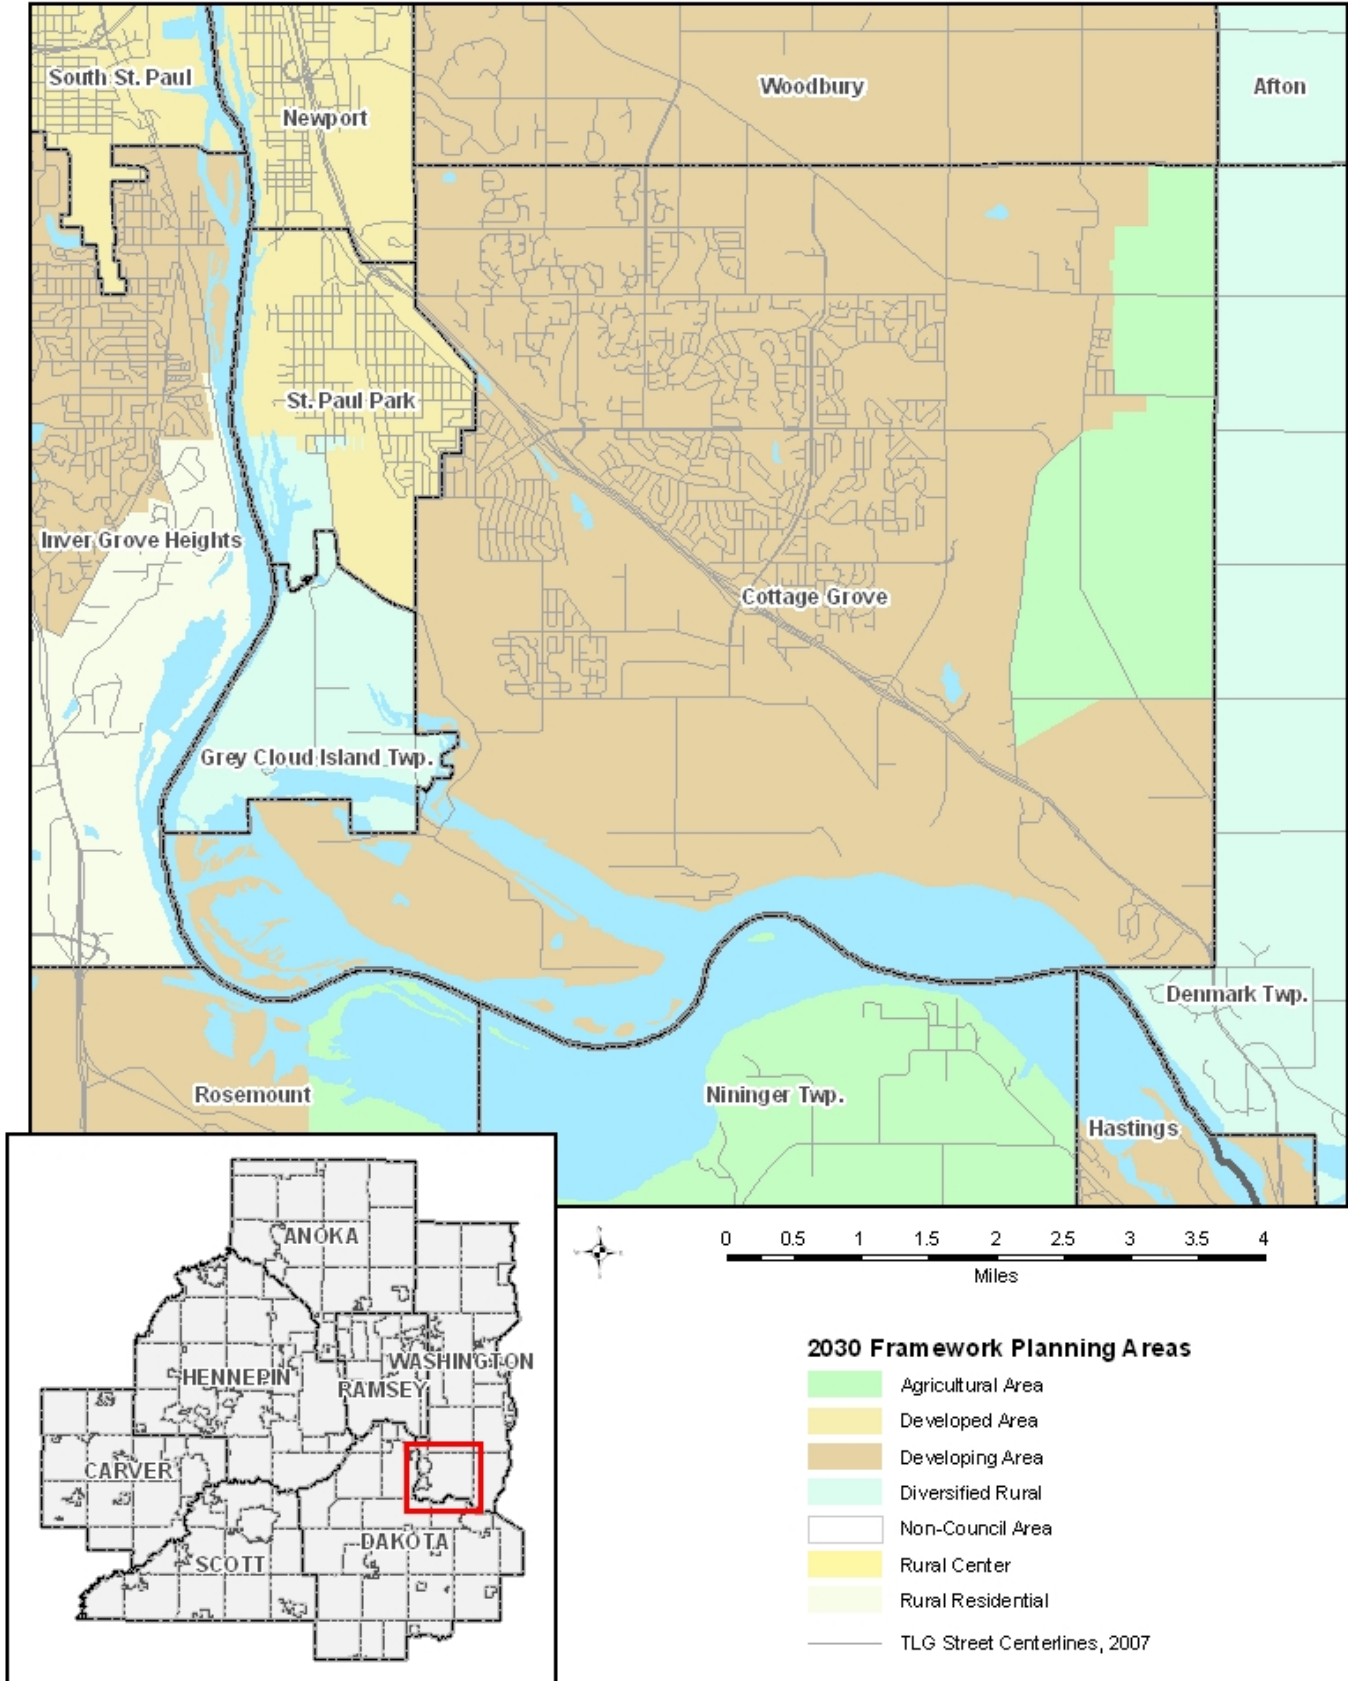 South St. Paul
Newport
Woodbury
Afton
St. Paul Park
Inver Grove Heights
Cottage Grove
Grey Cloud Island Twp.
Denmark Twp.
Rosemount
Nininger Twp.
Hastings
ANOKA
HENNEPIN
WASHINGTON
RAMSEY
CARVER
DAKOTA
SCOTT
0 0.5 1 1.5 2 2.5 3 3.5 4
Miles
2030 Framework Planning Areas
Agricultural Area
Developed Area
Developing Area
Diversified Rural
Non-Council Area
Rural Center
Rural Residential
TLG Street Centerlines, 2007